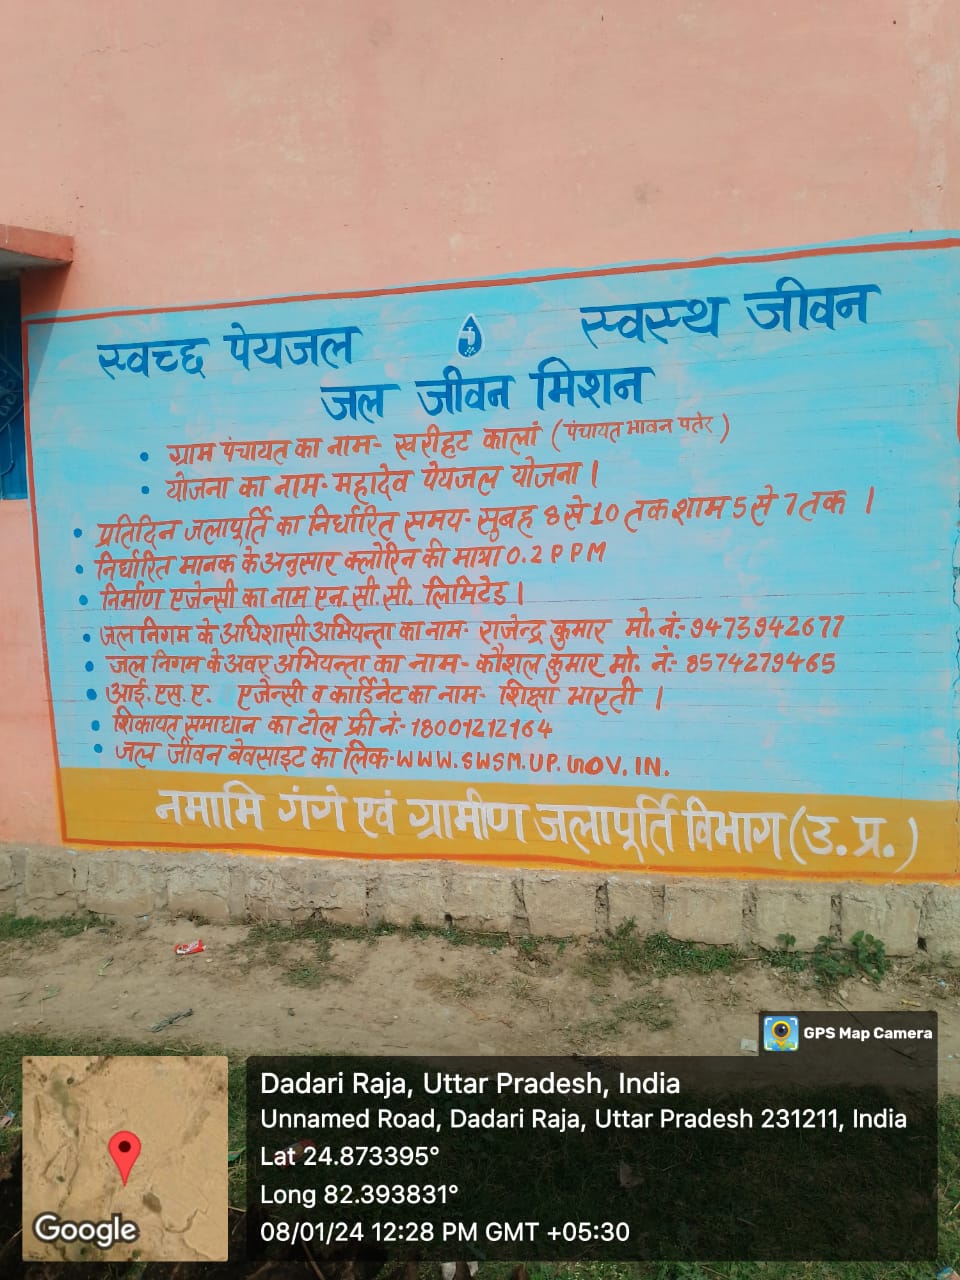 स्वच्छ पेयजल स्वस्थ जीवन
जल जीवन मिशन
• ग्राम पंचायत का नाम- खरीहट कालां (पंचायत भावन पतेर)
• योजना का नाम- महादेव पेयजल योजना ।
• प्रतिदिन जलापूर्ति का निर्धारित समय- सुबह 8 से 10 तक शाम 5 से 7 तक ।
• निर्धारित मानक के अनुसार क्लोरिन की मात्रा 0.2 P P M
• निर्माण एजेन्सी का नाम एन. सी. सी. लिमिटेड ।
• जल निगम के अधिशासी अभियन्ता का नाम- राजेन्द्र कुमार मो. नं:- 9473942677
• जल निगम के अवर अभियन्ता का नाम- कौशल कुमार मो. नं:- 8574279465
• आई. एस. ए. एजेन्सी व कार्डिनेट का नाम- शिक्षा भारती ।
• शिकायत समाधान का टोल फ्री नं:- 18001212164
• जल जीवन बेवसाइट का लिंक- WWW.SWSM.UP.GOV.IN.
नमामि गंगे एवं ग्रामीण जलापूर्ति विभाग (उ. प्र.)
GPS Map Camera
Dadari Raja, Uttar Pradesh, India
Unnamed Road, Dadari Raja, Uttar Pradesh 231211, India
Lat 24.873395°
Long 82.393831°
08/01/24 12:28 PM GMT +05:30
Google